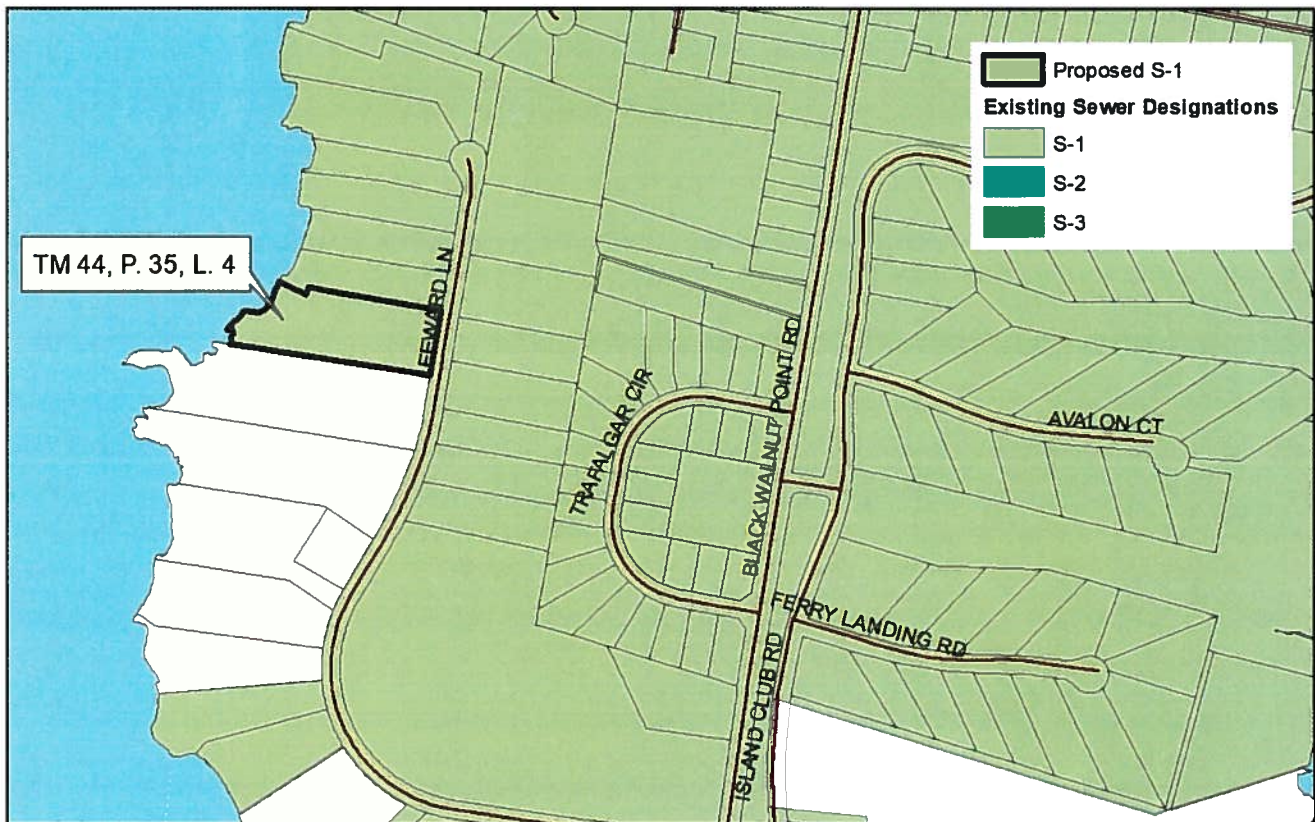 Proposed S-1
Existing Sewer Designations
S-1
S-2
S-3
TM 44, P. 35, L. 4
LEEWARD LN
TRAFALGAR CIR
BLACK WALNUT POINT RD
AVALON CT
FERRY LANDING RD
ISLAND CLUB RD